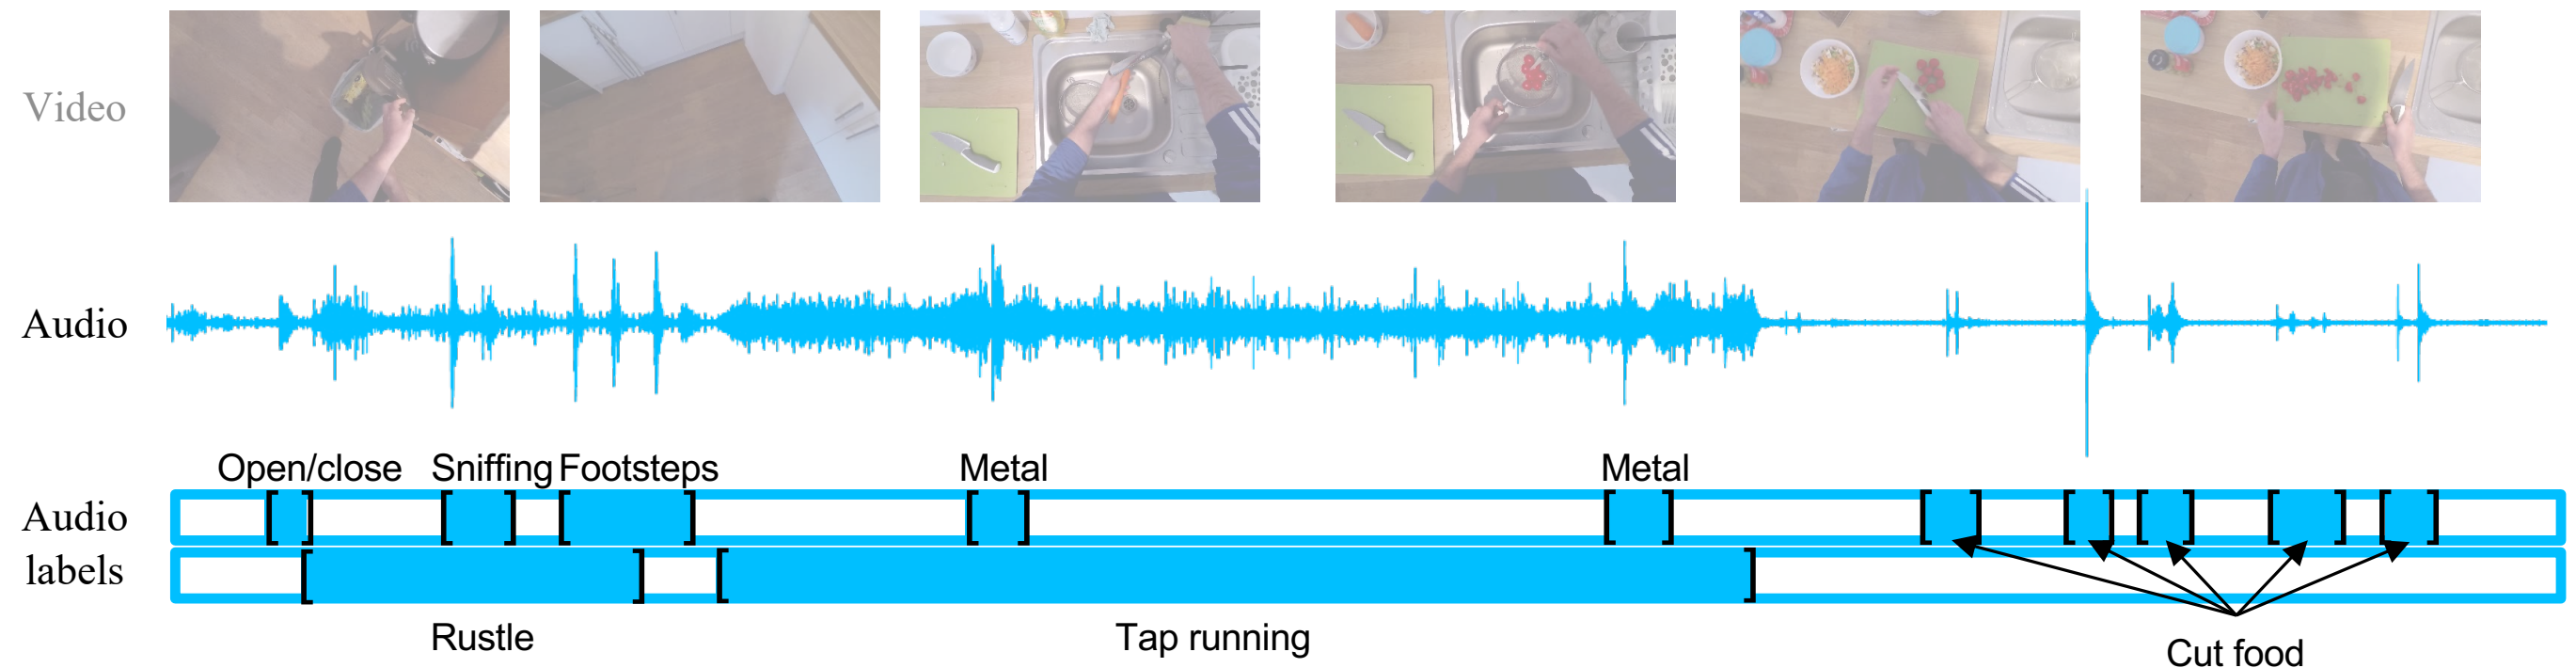 Video
Audio
Open/close Sniffing Footsteps Metal Metal
Audio
labels
Rustle Tap running Cut food